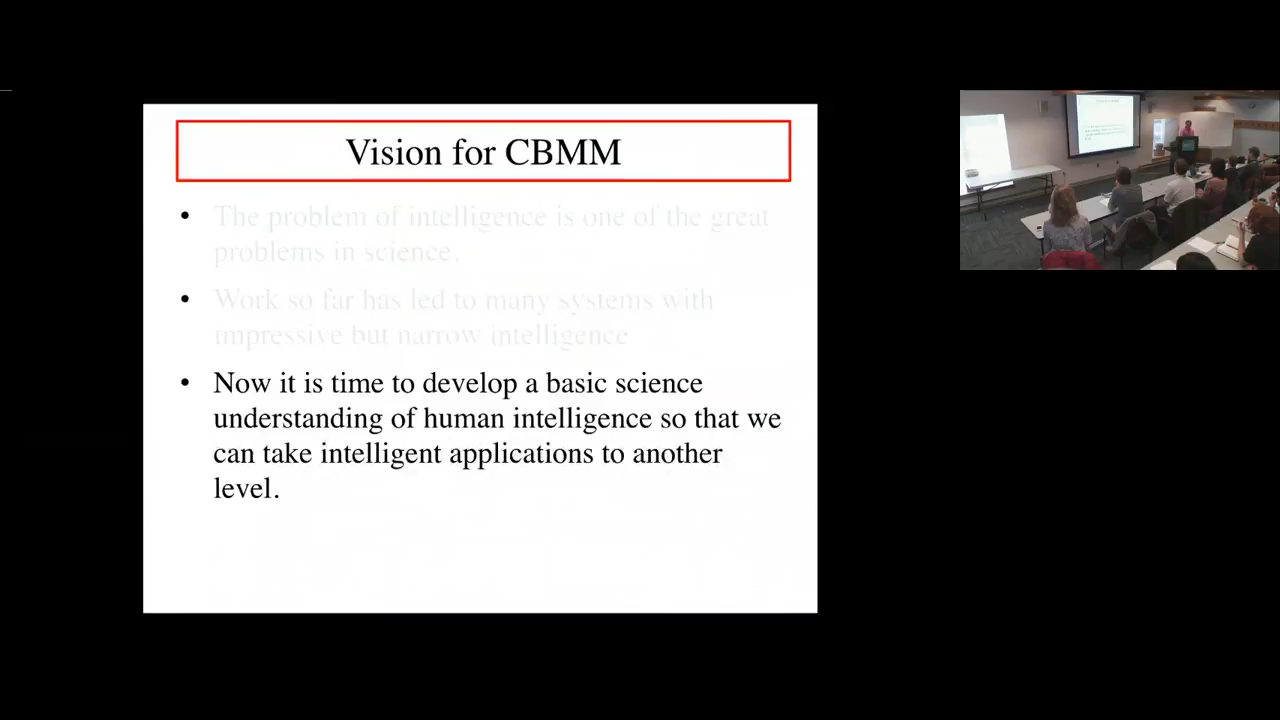 Vision for CBMM
• The problem of intelligence is one of the great
problems in science.
• Work so far has led to many systems with
impressive but narrow intelligence
• Now it is time to develop a basic science
understanding of human intelligence so that we
can take intelligent applications to another
level.